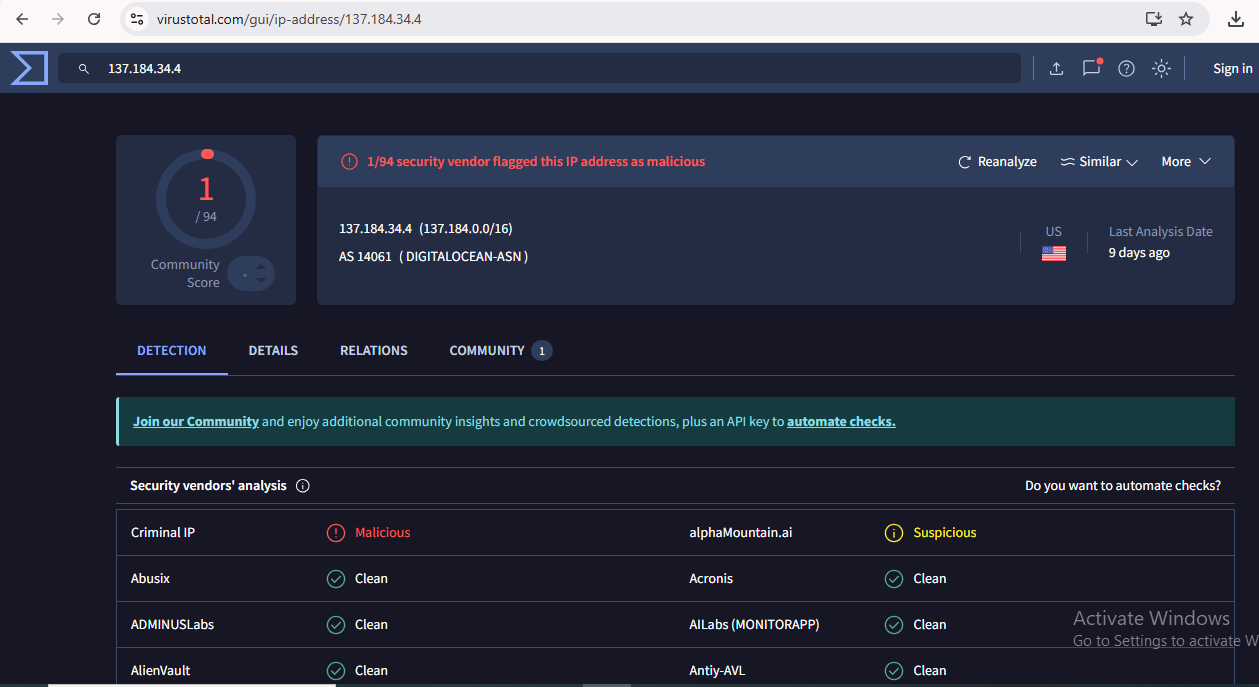 virustotal.com/gui/ip-address/137.184.34.4
137.184.34.4
Sign in
1
/ 94
Community
Score
1/94 security vendor flagged this IP address as malicious
Reanalyze
Similar
More
137.184.34.4 (137.184.0.0/16)
AS 14061 ( DIGITALOCEAN-ASN )
US
Last Analysis Date
9 days ago
DETECTION
DETAILS
RELATIONS
COMMUNITY 1
Join our Community and enjoy additional community insights and crowdsourced detections, plus an API key to automate checks.
Security vendors' analysis
Do you want to automate checks?
Criminal IP Malicious alphaMountain.ai Suspicious
Abusix Clean Acronis Clean
ADMINUSLabs Clean AILabs (MONITORAPP) Clean
AlienVault Clean Antiy-AVL Clean
Activate Windows
Go to Settings to activate W